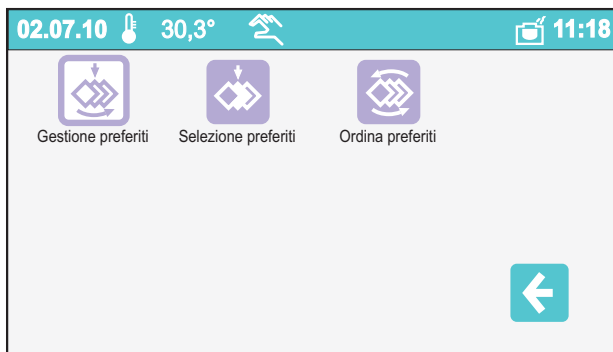 02.07.10 30,3° 11:18
Gestione preferiti Selezione preferiti Ordina preferiti